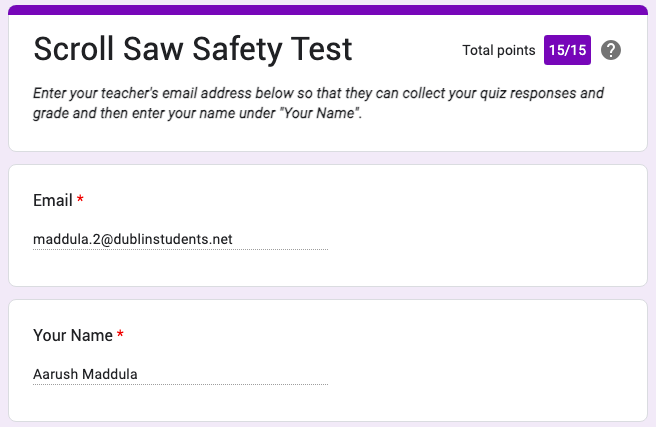 Scroll Saw Safety Test
Total points 15/15 ?
Enter your teacher's email address below so that they can collect your quiz responses and
grade and then enter your name under "Your Name".
Email *
maddula.2@dublinstudents.net
Your Name *
Aarush Maddula